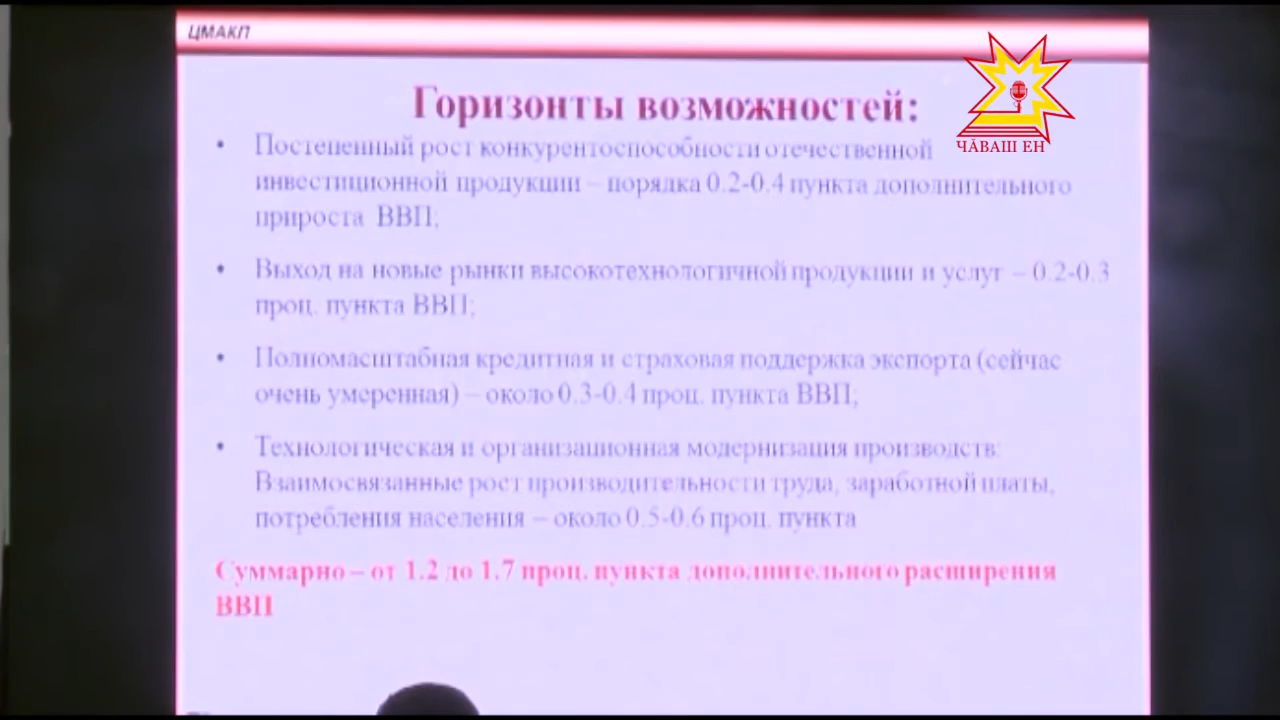 ЦМАКП
ЧӐВАШ ЕН
Горизонты возможностей:
• Постепенный рост конкурентоспособности отечественной
инвестиционной продукции – порядка 0.2-0.4 пункта дополнительного
прироста ВВП;
• Выход на новые рынки высокотехнологичной продукции и услуг – 0.2-0.3
проц. пункта ВВП;
• Полномасштабная кредитная и страховая поддержка экспорта (сейчас
очень умеренная) – около 0.3-0.4 проц. пункта ВВП;
• Технологическая и организационная модернизация производств:
Взаимосвязанные рост производительности труда, заработной платы,
потребления населения – около 0.5-0.6 проц. пункта
Суммарно – от 1.2 до 1.7 проц. пункта дополнительного расширения
ВВП